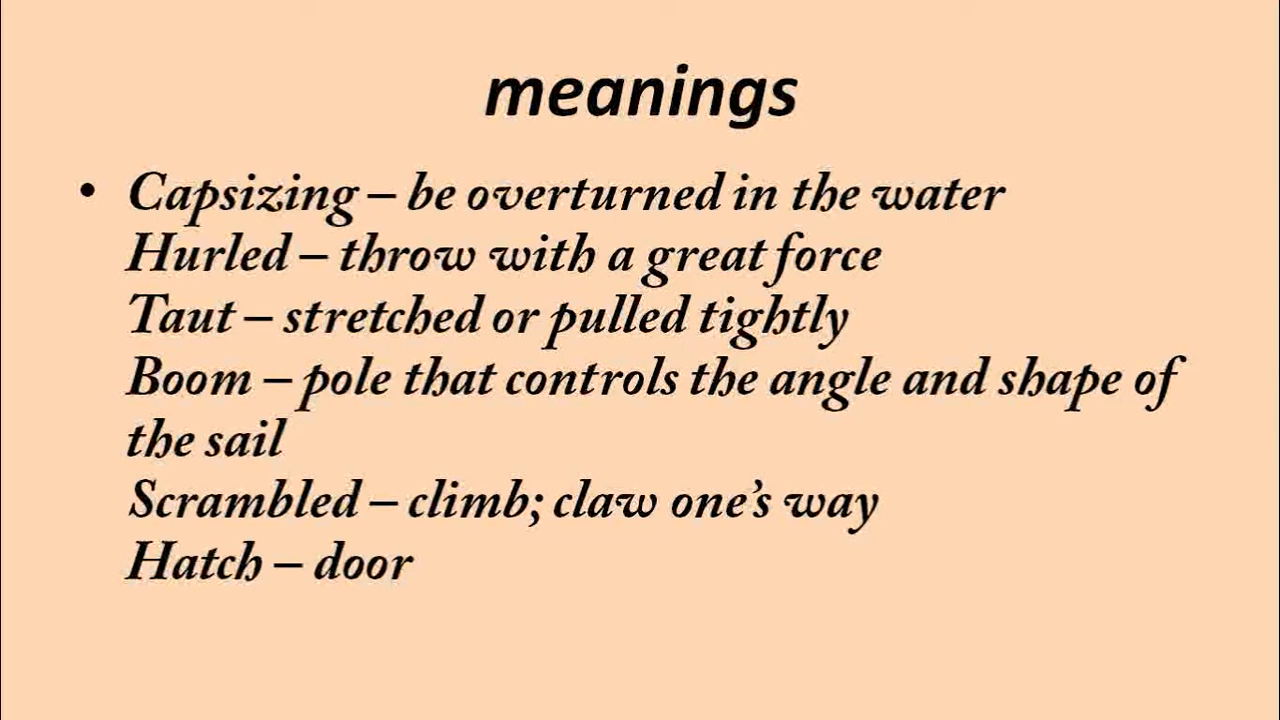 meanings
• Capsizing – be overturned in the water
Hurled – throw with a great force
Taut – stretched or pulled tightly
Boom – pole that controls the angle and shape of
the sail
Scrambled – climb; claw one’s way
Hatch – door